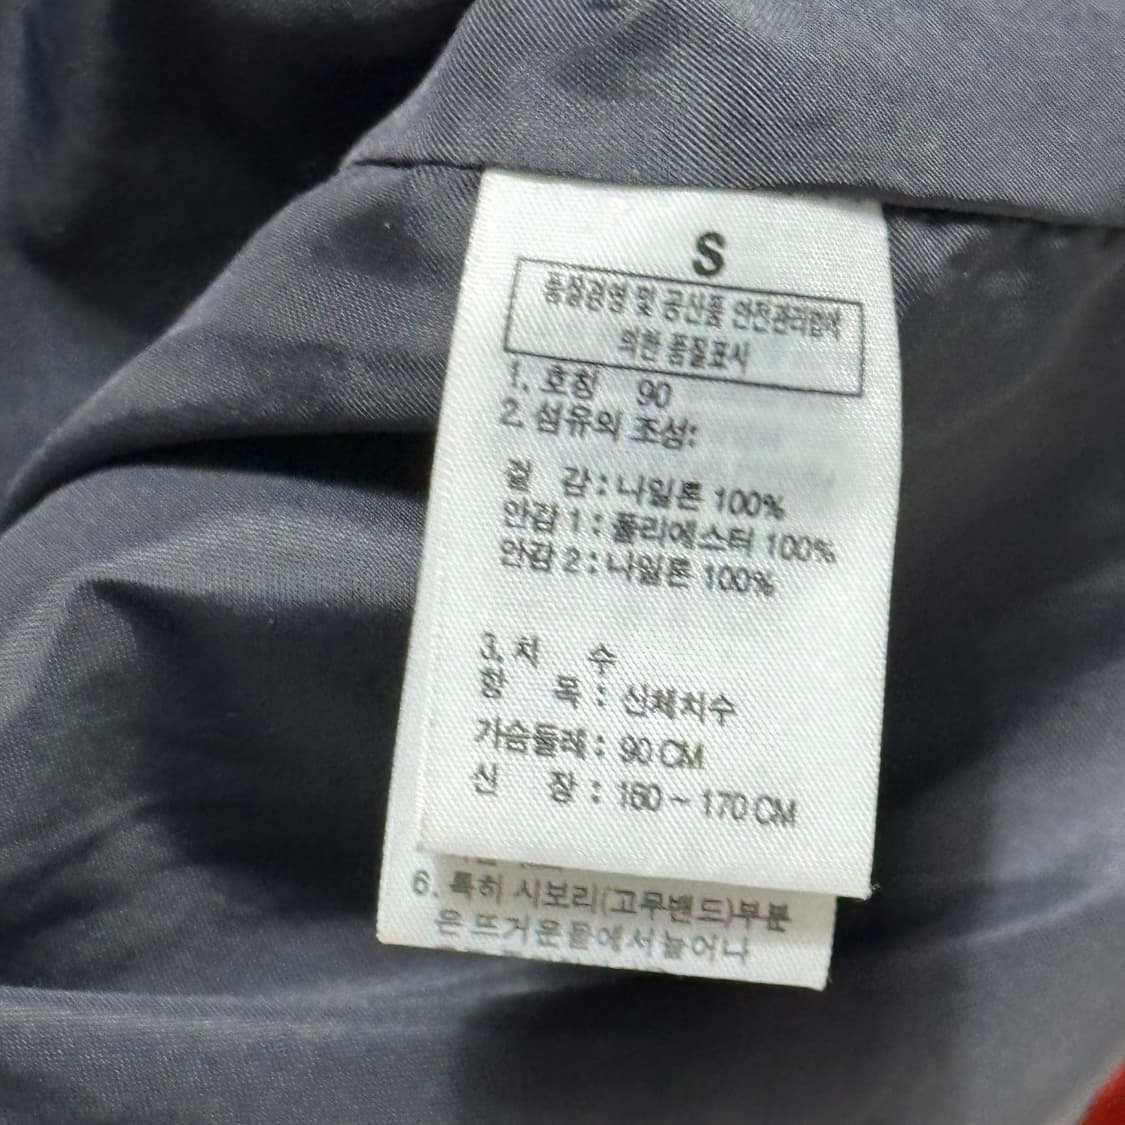 S
품질경영 및 공산품 안전관리법에
의한 품질표시
1. 호칭 90
2. 섬유의 조성:
겉 감 : 나일론 100%
안감 1 : 폴리에스터 100%
안감 2 : 나일론 100%
3. 치 수
항 목 : 신체치수
가슴둘레 : 90 CM
신 장 : 160 ~ 170 CM
6. 특히 시보리(고무밴드)부분
은 뜨거운물에서늘어나